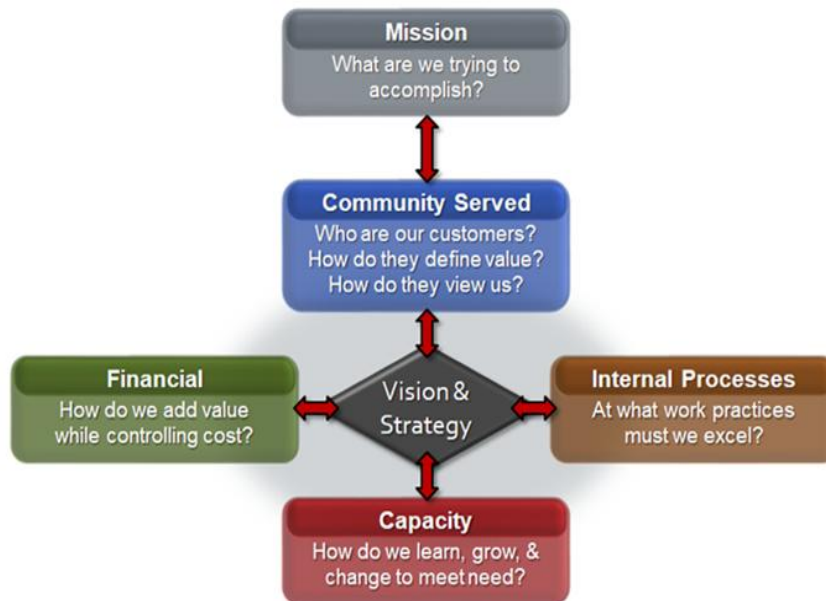 Mission
What are we trying to
accomplish?
Community Served
Who are our customers?
How do they define value?
How do they view us?
Financial
How do we add value
while controlling cost?
Vision &
Strategy
Internal Processes
At what work practices
must we excel?
Capacity
How do we learn, grow, &
change to meet need?